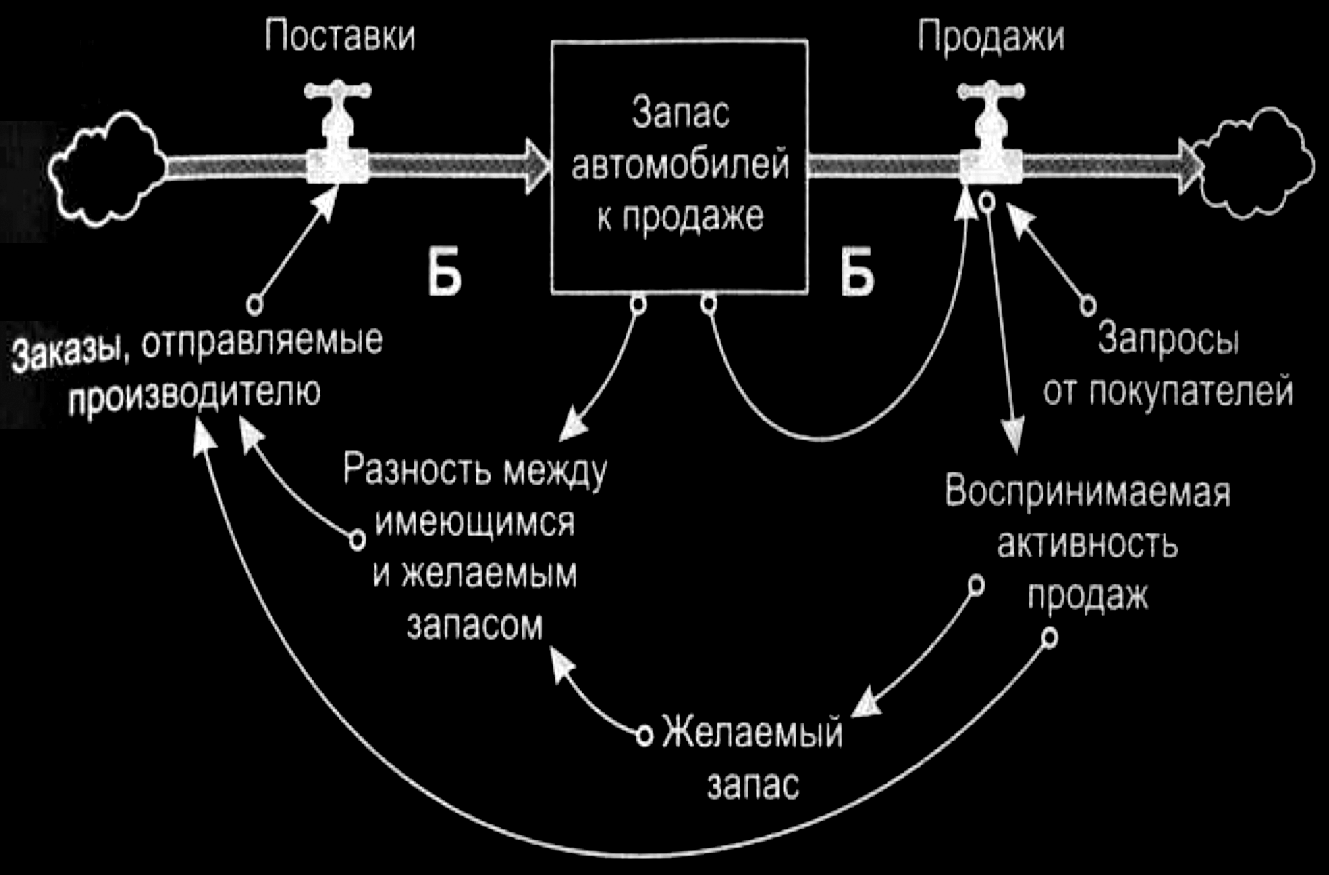 Поставки
Продажи
Запас
автомобилей
к продаже
Б
Б
Заказы, отправляемые
производителю
Запросы
от покупателей
Разность между
имеющимся
и желаемым
запасом
Воспринимаемая
активность
продаж
Желаемый
запас